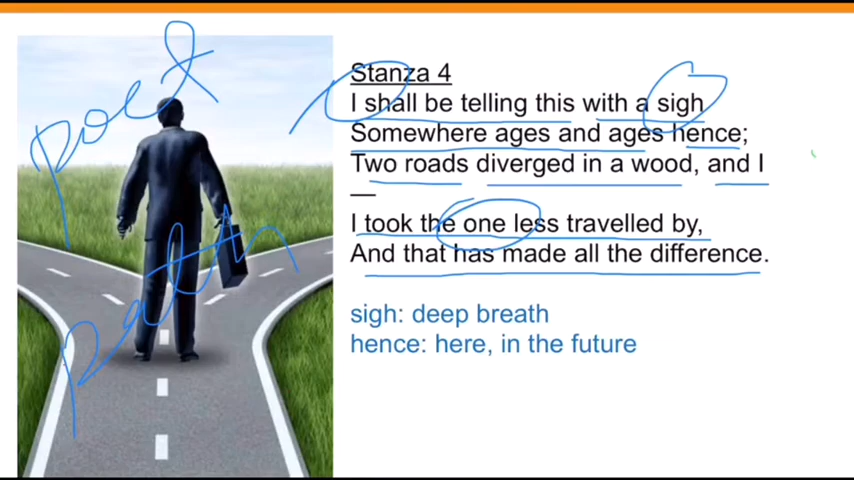 poet
path
Stanza 4
I shall be telling this with a sigh
Somewhere ages and ages hence;
Two roads diverged in a wood, and I
—
I took the one less travelled by,
And that has made all the difference.
sigh: deep breath
hence: here, in the future